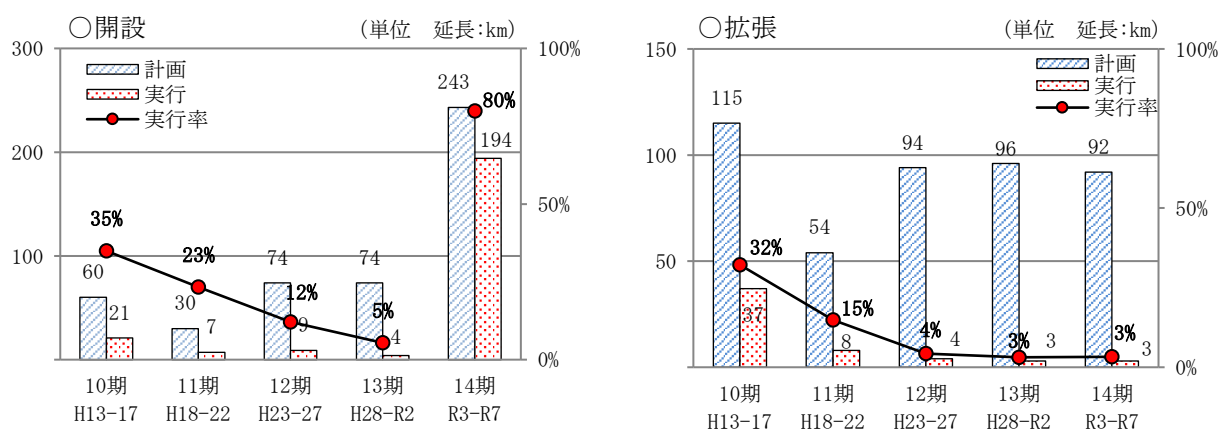 ○開設
(単位　延長:km)
300
200
100
100%
50%
0%
計画
実行
実行率
243
80%
194
35%
60
21
23%
30
7
74
12%
9
74
5%
4
10期
H13-17
11期
H18-22
12期
H23-27
13期
H28-R2
14期
R3-R7
○拡張
(単位　延長:km)
150
100
50
100%
50%
0%
計画
実行
実行率
115
32%
37
54
15%
8
94
4%
4
96
3%
3
92
3%
3
10期
H13-17
11期
H18-22
12期
H23-27
13期
H28-R2
14期
R3-R7